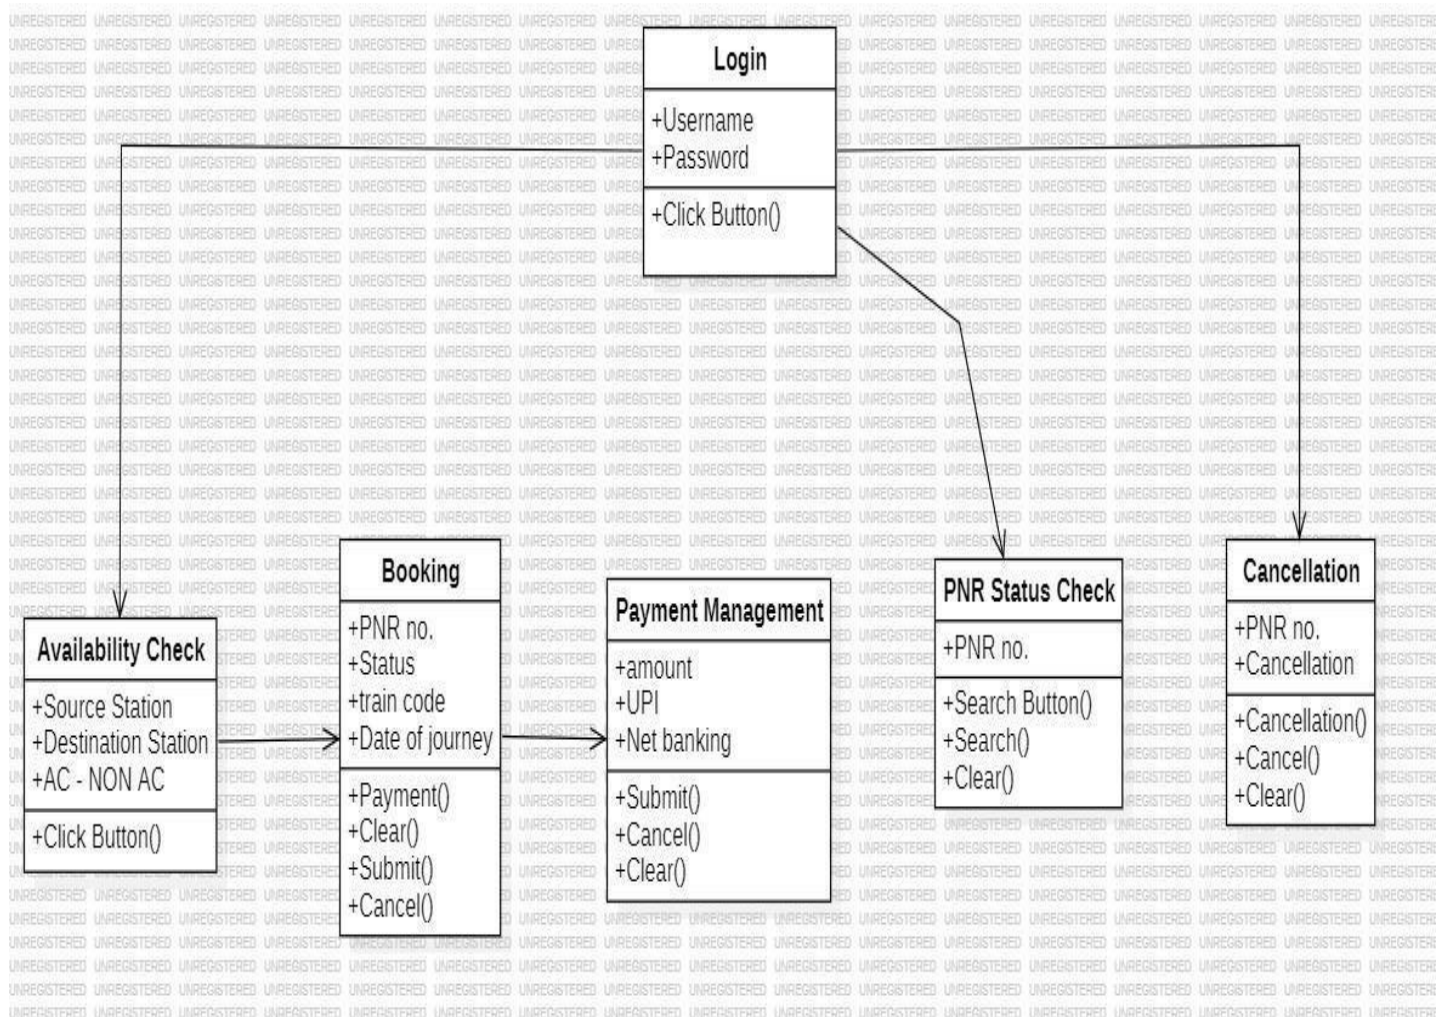 Login
+Username
+Password
+Click Button()
Availability Check
+Source Station
+Destination Station
+AC - NON AC
+Click Button()
Booking
+PNR no.
+Status
+train code
+Date of journey
+Payment()
+Clear()
+Submit()
+Cancel()
Payment Management
+amount
+UPI
+Net banking
+Submit()
+Cancel()
+Clear()
PNR Status Check
+PNR no.
+Search Button()
+Search()
+Clear()
Cancellation
+PNR no.
+Cancellation
+Cancellation()
+Cancel()
+Clear()
UNREGISTERED